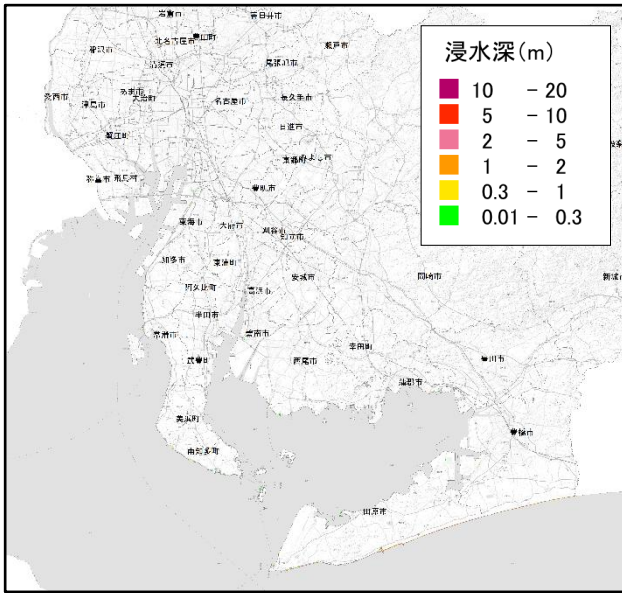 岩倉市
春日井市
北名古屋市
豊山町
瀬戸市
稲沢市
清須市
尾張旭市
愛西市
津島市
あま市
大治町
名古屋市
長久手市
日進市
蟹江町
東郷町
みよし市
弥富市
飛島村
豊明市
東海市
大府市
刈谷市
知立市
東浦町
安城市
岡崎市
新城市
阿久比町
高浜市
半田市
常滑市
碧南市
武豊町
西尾市
幸田町
豊川市
蒲郡市
美浜町
豊橋市
南知多町
田原市
浸水深(m)
10 - 20
5 - 10
2 - 5
1 - 2
0.3 - 1
0.01 - 0.3